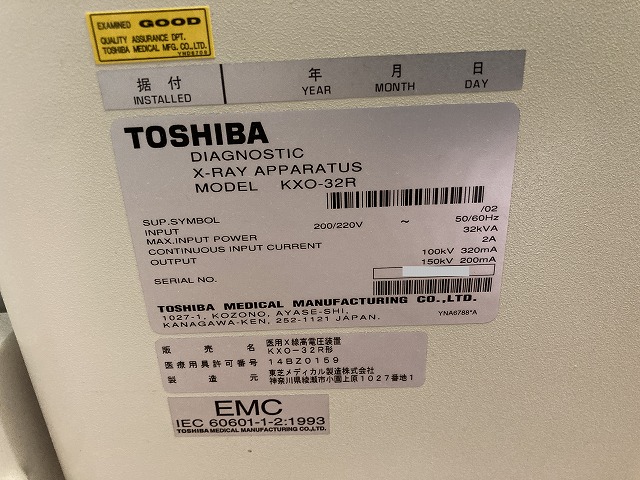 EXAMINED GOOD
QUALITY ASSURANCE DPT.
TOSHIBA MEDICAL MFG.CO.,LTD.
据付 年 月 日
INSTALLED YEAR MONTH DAY
TOSHIBA
DIAGNOSTIC
X-RAY APPARATUS
MODEL KXO-32R
SUP.SYMBOL /02
INPUT 200/220V ~ 50/60Hz
MAX.INPUT POWER 32kVA
CONTINUOUS INPUT CURRENT 2A
OUTPUT 100kV 320mA
150kV 200mA
SERIAL NO.
TOSHIBA MEDICAL MANUFACTURING CO.,LTD.
1027-1, KOZONO, AYASE-SHI,
KANAGAWA-KEN, 252-1121 JAPAN.
YNA6788*A
販売名 医用X線高電圧装置
KXO-32R形
医療用具許可番号 14BZ0159
製造元 東芝メディカル製造株式会社
神奈川県綾瀬市小園上原1027番地1
EMC
IEC 60601-1-2:1993
TOSHIBA MEDICAL MANUFACTURING CO.,LTD.